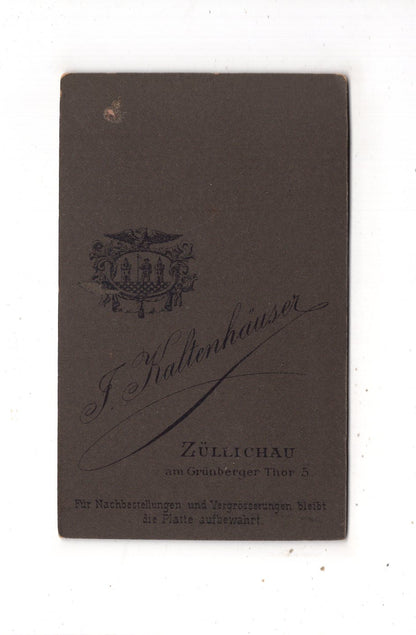 J. Kaltenhäuser
ZÜLLICHAU
am Grünberger Thor 5.
Für Nachbestellungen und Vergrösserungen bleibt
die Platte aufbewahrt.